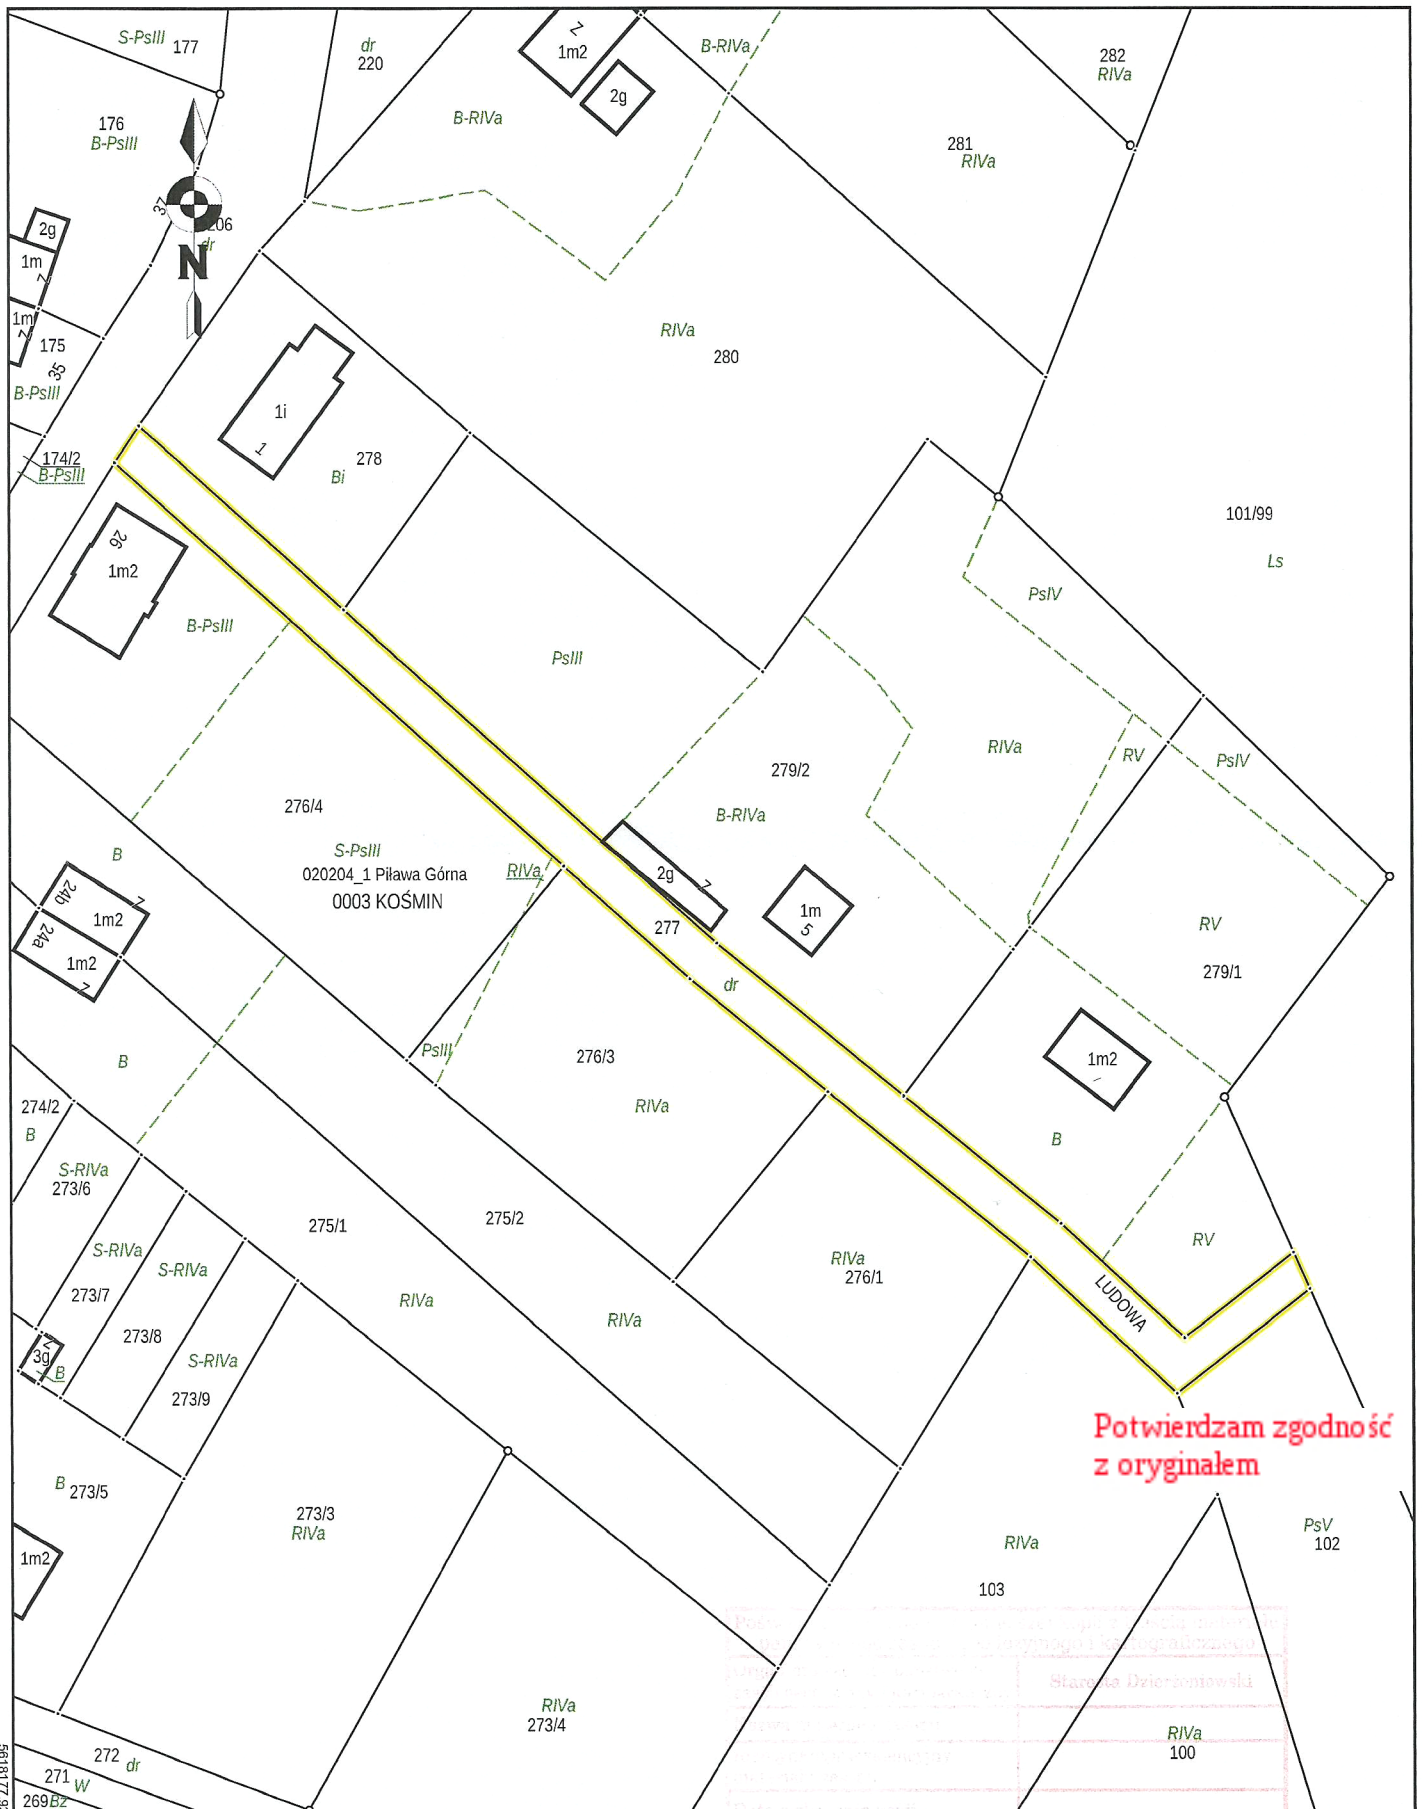 S-PsIII 177
dr
220
Z
1m2
2g
B-RIVa
282
RIVa
176
B-PsIII
B-RIVa
281
RIVa
37
206
dr
N
2g
1m
Z
1m
Z
175
35
B-PsIII
RIVa
280
1i
1
278
Bi
174/2
B-PsIII
26
1m2
B-PsIII
101/99
Ls
PsIV
PsIII
RIVa
RV
PsIV
279/2
B-RIVa
276/4
S-PsIII
020204_1 Piława Górna
0003 KOŚMIN
RIVa
B
24b
1m2
Z
24a
1m2
Z
2g
Z
277
dr
1m
5
RV
279/1
PsIII
276/3
RIVa
1m2
B
B
274/2
B
S-RIVa
273/6
275/1
275/2
RV
S-RIVa
273/7
S-RIVa
273/8
S-RIVa
273/9
RIVa
RIVa
RIVa
276/1
LUDOWA
Z
3g
B
Potwierdzam zgodność
z oryginałem
B 273/5
273/3
RIVa
1m2
RIVa
103
PsV
102
Starosta Dzierżoniowski
RIVa
273/4
RIVa
100
272 dr
271 W
269 Bz